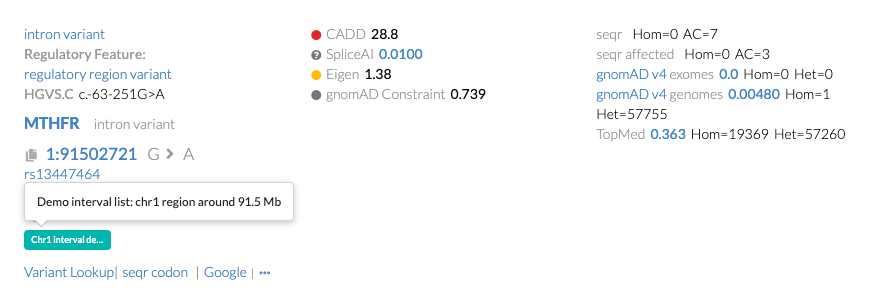 intron variant
Regulatory Feature:
regulatory region variant
HGVS.C c.-63-251G>A
MTHFR intron variant
1:91502721 G > A
rs13447464
Demo interval list: chr1 region around 91.5 Mb
Chr1 interval de...
Variant Lookup| seqr codon | Google | •••
CADD 28.8
SpliceAI 0.0100
Eigen 1.38
gnomAD Constraint 0.739
seqr Hom=0 AC=7
seqr affected Hom=0 AC=3
gnomAD v4 exomes 0.0 Hom=0 Het=0
gnomAD v4 genomes 0.00480 Hom=1
Het=57755
TopMed 0.363 Hom=19369 Het=57260